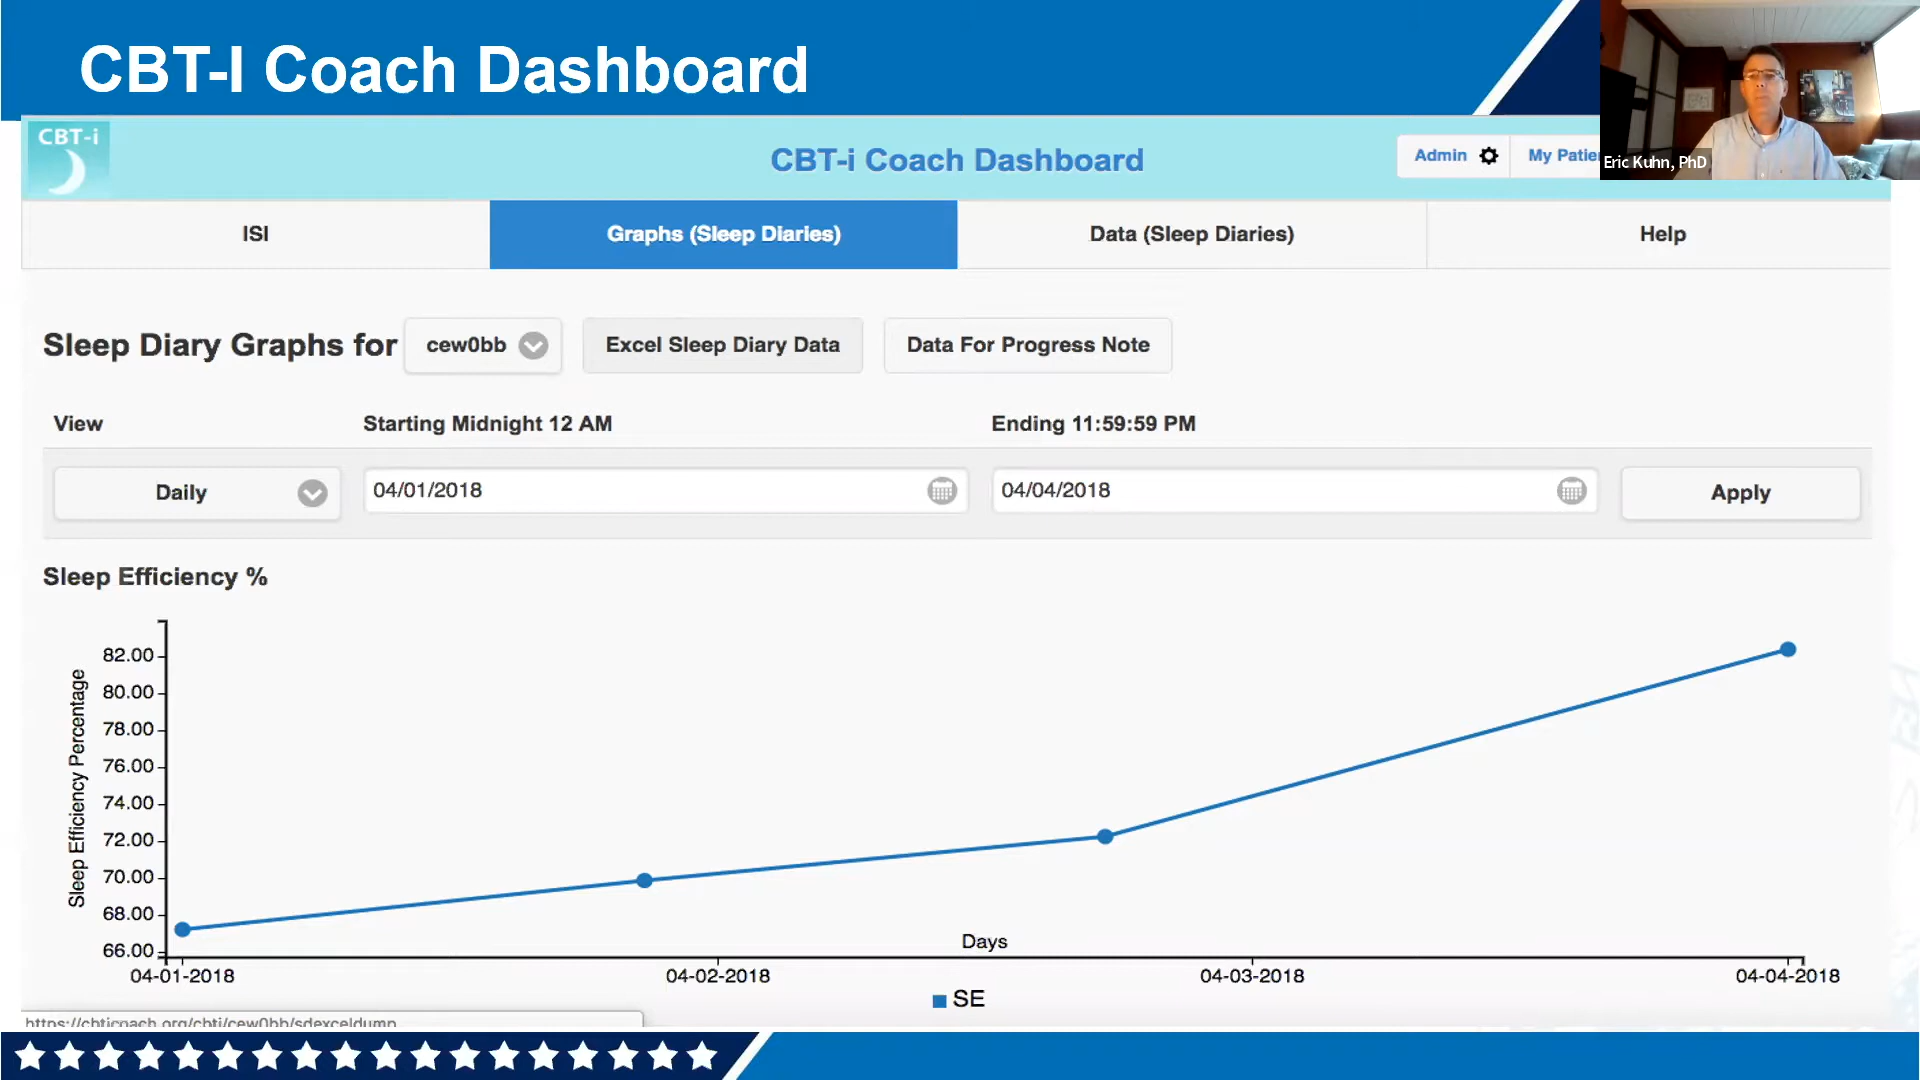 CBT-I Coach Dashboard
CBT-i
CBT-i Coach Dashboard
Admin
My Patie
Eric Kuhn, PhD
ISI
Graphs (Sleep Diaries)
Data (Sleep Diaries)
Help
Sleep Diary Graphs for
cew0bb
Excel Sleep Diary Data
Data For Progress Note
View
Starting Midnight 12 AM
Ending 11:59:59 PM
Daily
04/01/2018
04/04/2018
Apply
Sleep Efficiency %
Sleep Efficiency Percentage
82.00
80.00
78.00
76.00
74.00
72.00
70.00
68.00
66.00
Days
04-01-2018
04-02-2018
04-03-2018
04-04-2018
SE
https://cbticoach.org/cbti/cew0bb/sdexceldump